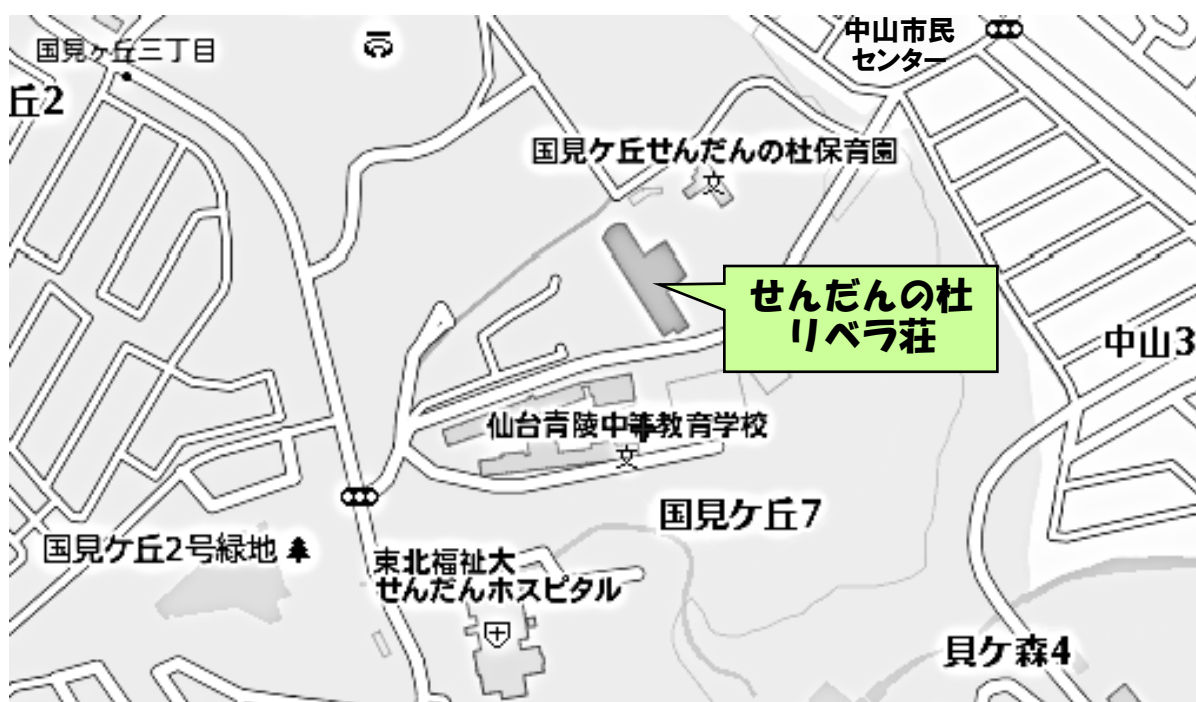 中山市民
センター
国見ヶ丘三丁目
丘2
国見ケ丘せんだんの杜保育園
文
せんだんの杜
リベラ荘
中山3
仙台青陵中等教育学校
文
国見ケ丘7
国見ケ丘2号緑地
東北福祉大
せんだんホスピタル
貝ケ森4